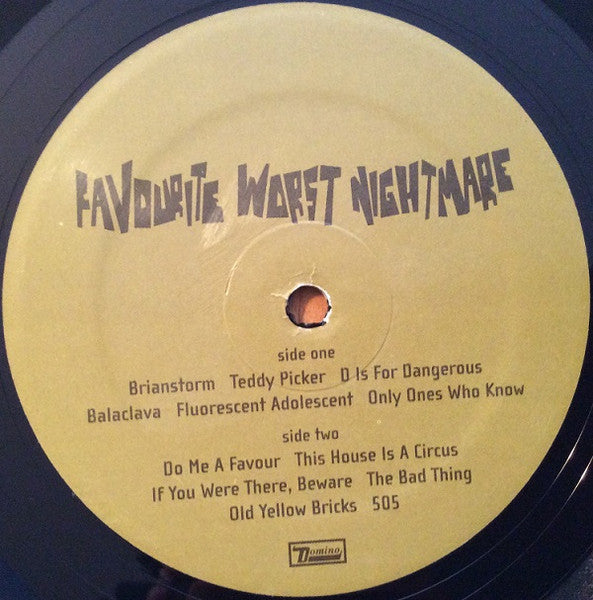 FAVOURITE WORST NIGHTMARE
side one
Brianstorm Teddy Picker D Is For Dangerous
Balaclava Fluorescent Adolescent Only Ones Who Know
side two
Do Me A Favour This House Is A Circus
If You Were There, Beware The Bad Thing
Old Yellow Bricks 505
Domino